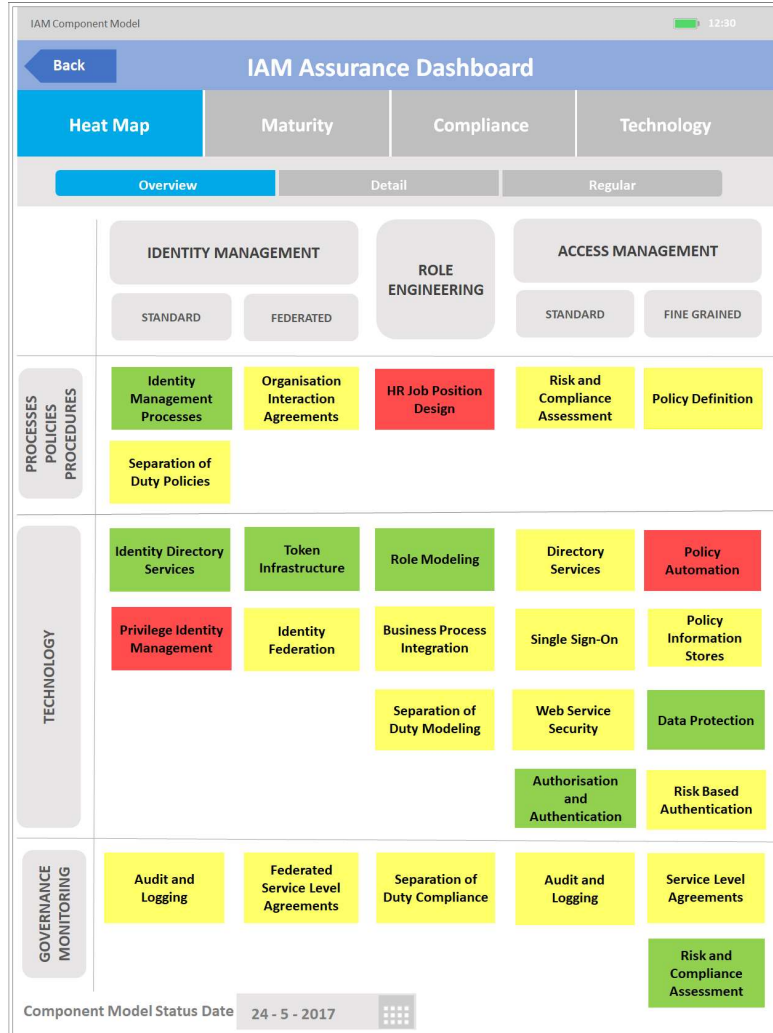 IAM Component Model
12:30
Back
IAM Assurance Dashboard
Heat Map
Maturity
Compliance
Technology
Overview
Detail
Regular
IDENTITY MANAGEMENT
ROLE
ENGINEERING
ACCESS MANAGEMENT
STANDARD
FEDERATED
STANDARD
FINE GRAINED
PROCESSES
POLICIES
PROCEDURES
Identity
Management
Processes
Organisation
Interaction
Agreements
HR Job Position
Design
Risk and
Compliance
Assessment
Policy Definition
Separation of
Duty Policies
TECHNOLOGY
Identity Directory
Services
Token
Infrastructure
Role Modeling
Directory
Services
Policy
Automation
Privilege Identity
Management
Identity
Federation
Business Process
Integration
Single Sign-On
Policy
Information
Stores
Separation of
Duty Modeling
Web Service
Security
Data Protection
Authorisation
and
Authentication
Risk Based
Authentication
GOVERNANCE
MONITORING
Audit and
Logging
Federated
Service Level
Agreements
Separation of
Duty Compliance
Audit and
Logging
Service Level
Agreements
Risk and
Compliance
Assessment
Component Model Status Date
24 - 5 - 2017